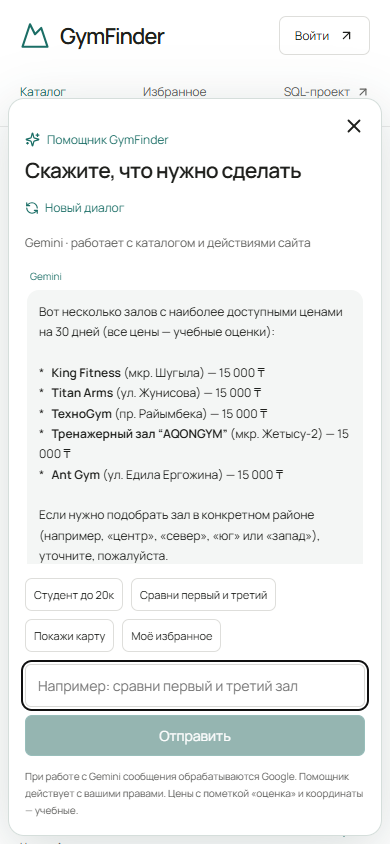 GymFinder
Войти
Каталог
Избранное
SQL-проект
Помощник GymFinder
Скажите, что нужно сделать
Новый диалог
Gemini · работает с каталогом и действиями сайта
Gemini
Вот несколько залов с наиболее доступными ценами
на 30 дней (все цены — учебные оценки):
* King Fitness (мкр. Шугыла) — 15 000 ₸
* Titan Arms (ул. Жунисова) — 15 000 ₸
* ТехноGym (пр. Райымбека) — 15 000 ₸
* Тренажерный зал “AQONGYM” (мкр. Жетысу-2) — 15
000 ₸
* Ant Gym (ул. Едила Ергожина) — 15 000 ₸
Если нужно подобрать зал в конкретном районе
(например, «центр», «север», «юг» или «запад»),
уточните, пожалуйста.
Студент до 20к
Сравни первый и третий
Покажи карту
Моё избранное
Например: сравни первый и третий зал
Отправить
При работе с Gemini сообщения обрабатываются Google. Помощник
действует с вашими правами. Цены с пометкой «оценка» и координаты
— учебные.